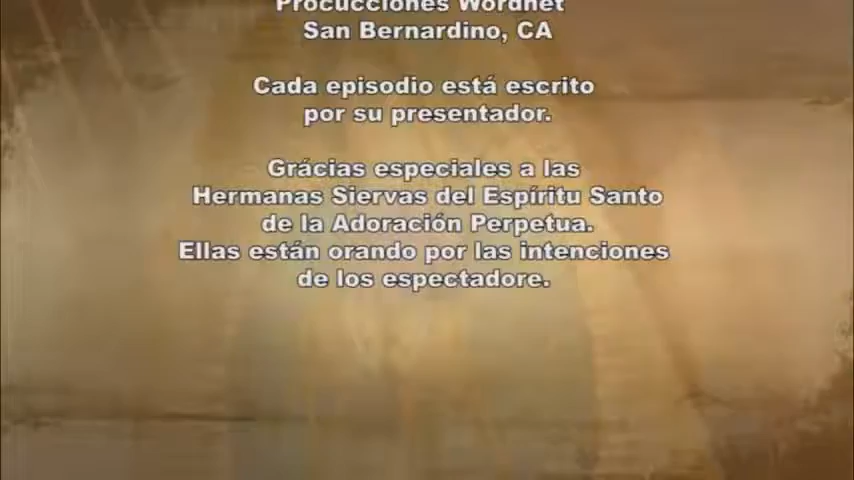 Procucciones Wordnet
San Bernardino, CA
Cada episodio está escrito
por su presentador.
Grácias especiales a las
Hermanas Siervas del Espíritu Santo
de la Adoración Perpetua.
Ellas están orando por las intenciones
de los espectadore.